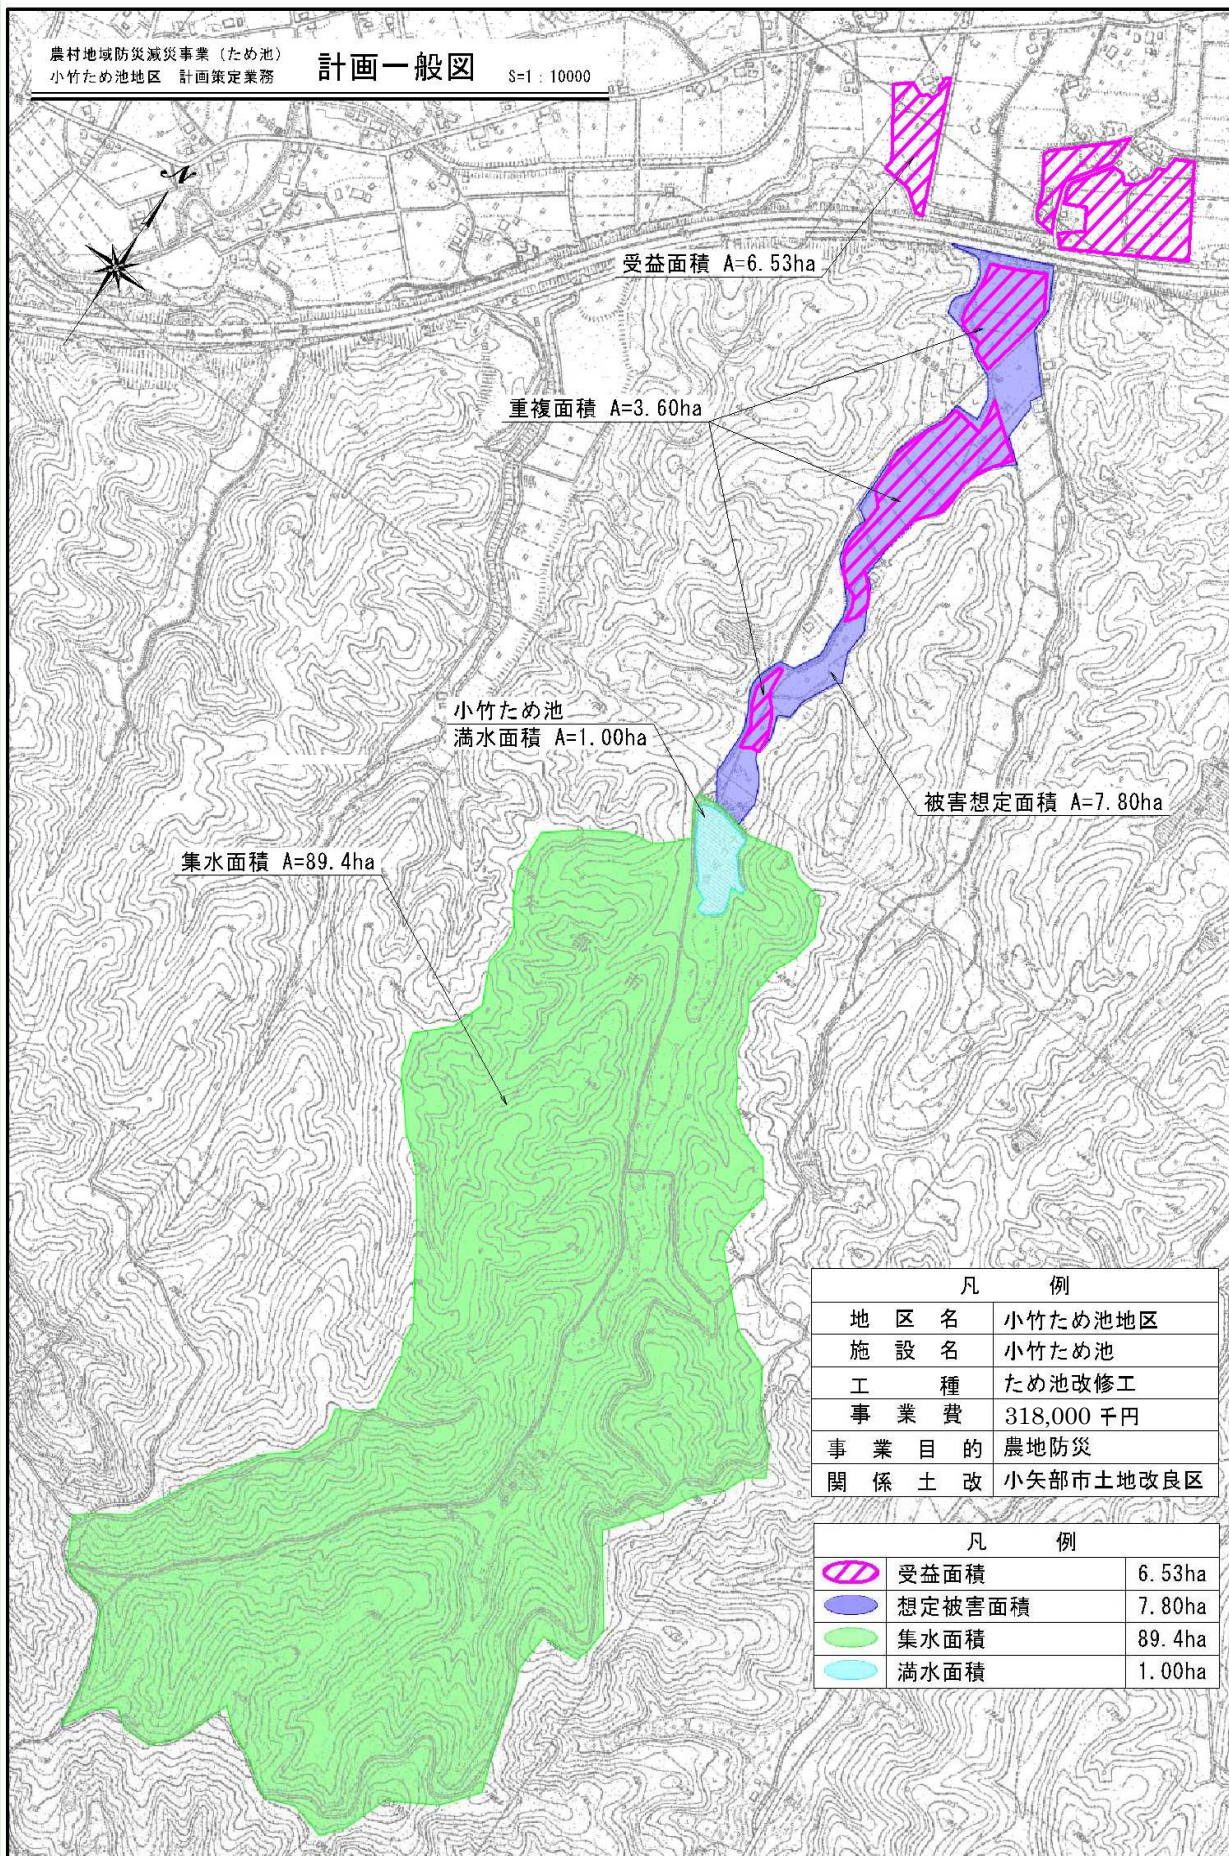 農村地域防災減災事業（ため池）
小竹ため池地区 計画策定業務
計画一般図 S=1:10000
N
受益面積 A=6.53ha
重複面積 A=3.60ha
小竹ため池
満水面積 A=1.00ha
被害想定面積 A=7.80ha
集水面積 A=89.4ha
凡 例
地区名 小竹ため池地区
施設名 小竹ため池
工種 ため池改修工
事業費 318,000 千円
事業目的 農地防災
関係土改 小矢部市土地改良区
凡 例
受益面積 6.53ha
想定被害面積 7.80ha
集水面積 89.4ha
満水面積 1.00ha